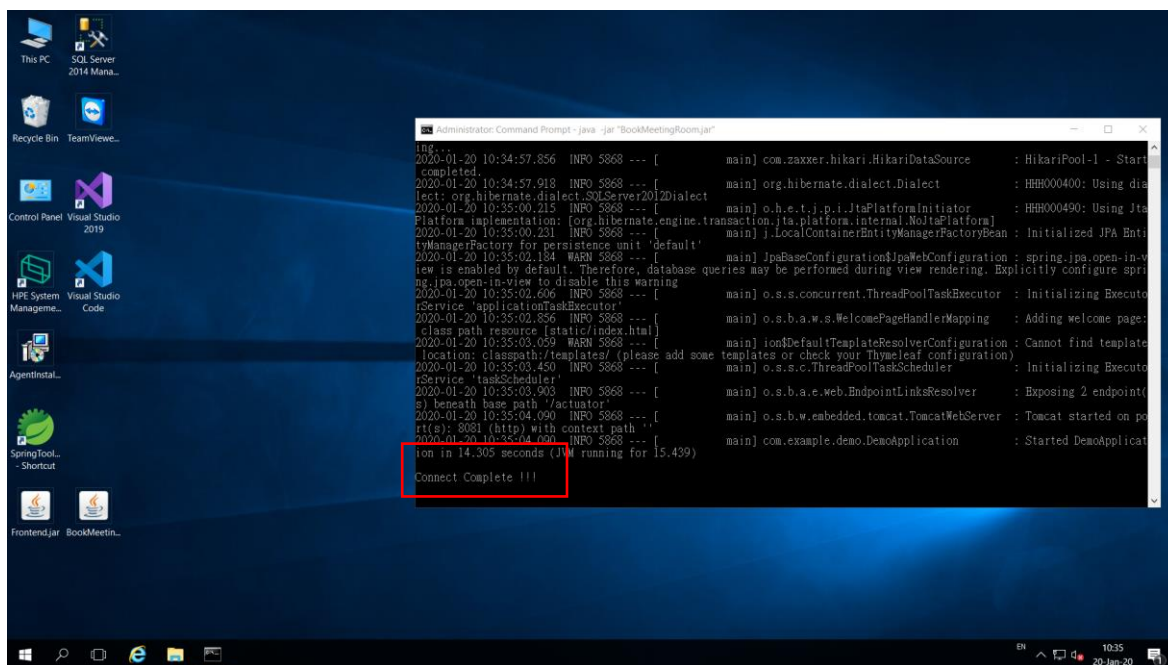 This PC
SQL Server
2014 Mana...
Recycle Bin
TeamViewe...
Control Panel
Visual Studio
2019
HPE System
Manageme...
Visual Studio
Code
AgentInstal...
SpringTool...
- Shortcut
Frontend.jar
BookMeetin...
Administrator: Command Prompt - java -jar "BookMeetingRoom.jar"
ing...
2020-01-20 10:34:57.856 INFO 5868 --- [ main] com.zaxxer.hikari.HikariDataSource : HikariPool-1 - Start
completed.
2020-01-20 10:34:57.918 INFO 5868 --- [ main] org.hibernate.dialect.Dialect : HHH000400: Using dia
lect: org.hibernate.dialect.SQLServer2012Dialect
2020-01-20 10:35:00.215 INFO 5868 --- [ main] o.h.e.t.j.p.i.JtaPlatformInitiator : HHH000490: Using Jta
Platform implementation: [org.hibernate.engine.transaction.jta.platform.internal.NoJtaPlatform]
2020-01-20 10:35:00.231 INFO 5868 --- [ main] j.LocalContainerEntityManagerFactoryBean : Initialized JPA Enti
tyManagerFactory for persistence unit 'default'
2020-01-20 10:35:02.184 WARN 5868 --- [ main] JpaBaseConfiguration$JpaWebConfiguration : spring.jpa.open-in-v
iew is enabled by default. Therefore, database queries may be performed during view rendering. Explicitly configure spri
ng.jpa.open-in-view to disable this warning
2020-01-20 10:35:02.606 INFO 5868 --- [ main] o.s.s.concurrent.ThreadPoolTaskExecutor : Initializing Executo
rService 'applicationTaskExecutor'
2020-01-20 10:35:02.856 INFO 5868 --- [ main] o.s.b.a.w.s.WelcomePageHandlerMapping : Adding welcome page:
class path resource [static/index.html]
2020-01-20 10:35:03.059 WARN 5868 --- [ main] ion$DefaultTemplateResolverConfiguration : Cannot find template
location: classpath:/templates/ (please add some templates or check your Thymeleaf configuration)
2020-01-20 10:35:03.450 INFO 5868 --- [ main] o.s.s.c.ThreadPoolTaskScheduler : Initializing Executo
rService 'taskScheduler'
2020-01-20 10:35:03.903 INFO 5868 --- [ main] o.s.b.a.e.web.EndpointLinksResolver : Exposing 2 endpoint(
s) beneath base path '/actuator'
2020-01-20 10:35:04.090 INFO 5868 --- [ main] o.s.b.w.embedded.tomcat.TomcatWebServer : Tomcat started on po
rt(s): 8081 (http) with context path ''
2020-01-20 10:35:04.090 INFO 5868 --- [ main] com.example.demo.DemoApplication : Started DemoApplicat
ion in 14.305 seconds (JVM running for 15.439)
Connect Complete !!!
EN
10:35
20-Jan-20